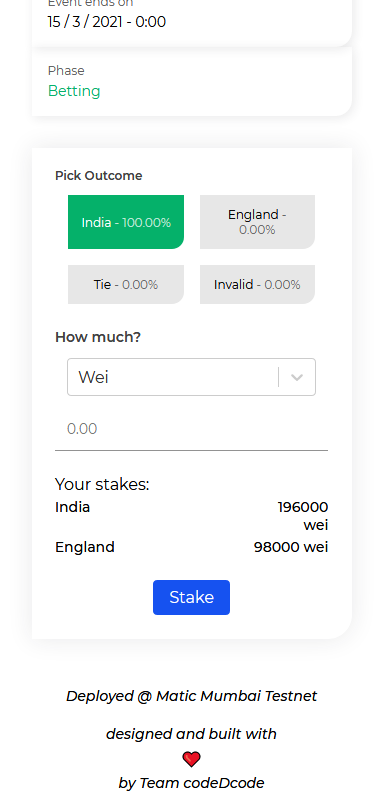 Event ends on
15 / 3 / 2021 - 0:00
Phase
Betting
Pick Outcome
India - 100.00%
England -
0.00%
Tie - 0.00%
Invalid - 0.00%
How much?
Wei
0.00
Your stakes:
India 196000
wei
England 98000 wei
Stake
Deployed @ Matic Mumbai Testnet
designed and built with
by Team codeDcode